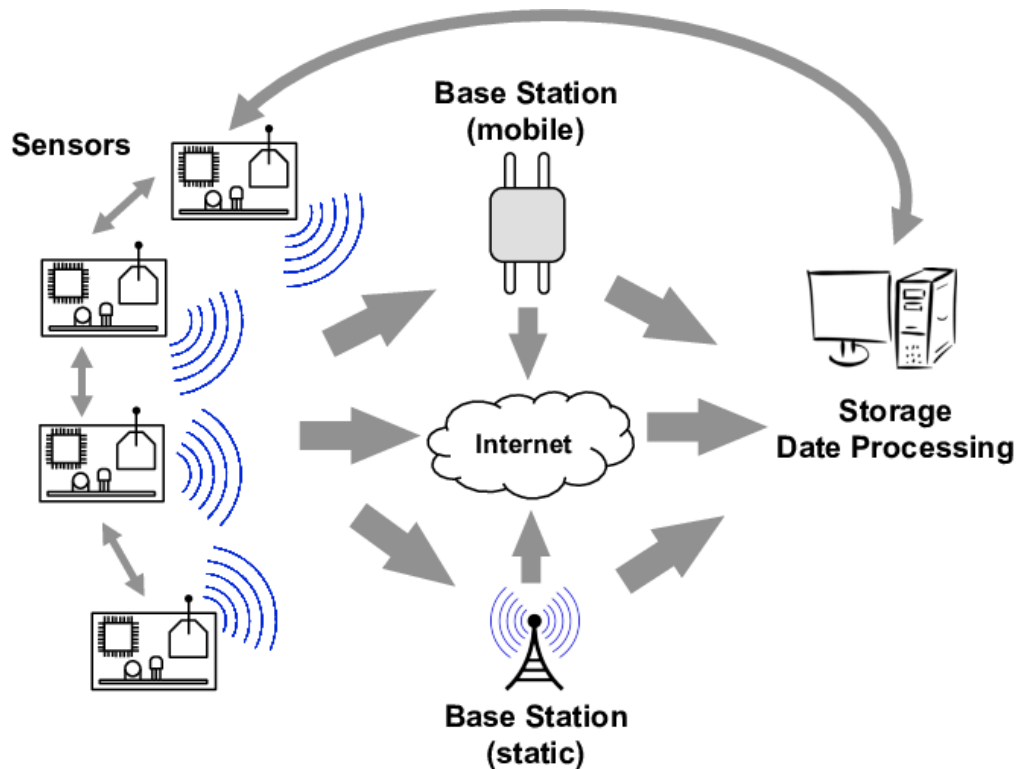 Sensors
Base Station
(mobile)
Internet
Storage
Date Processing
Base Station
(static)